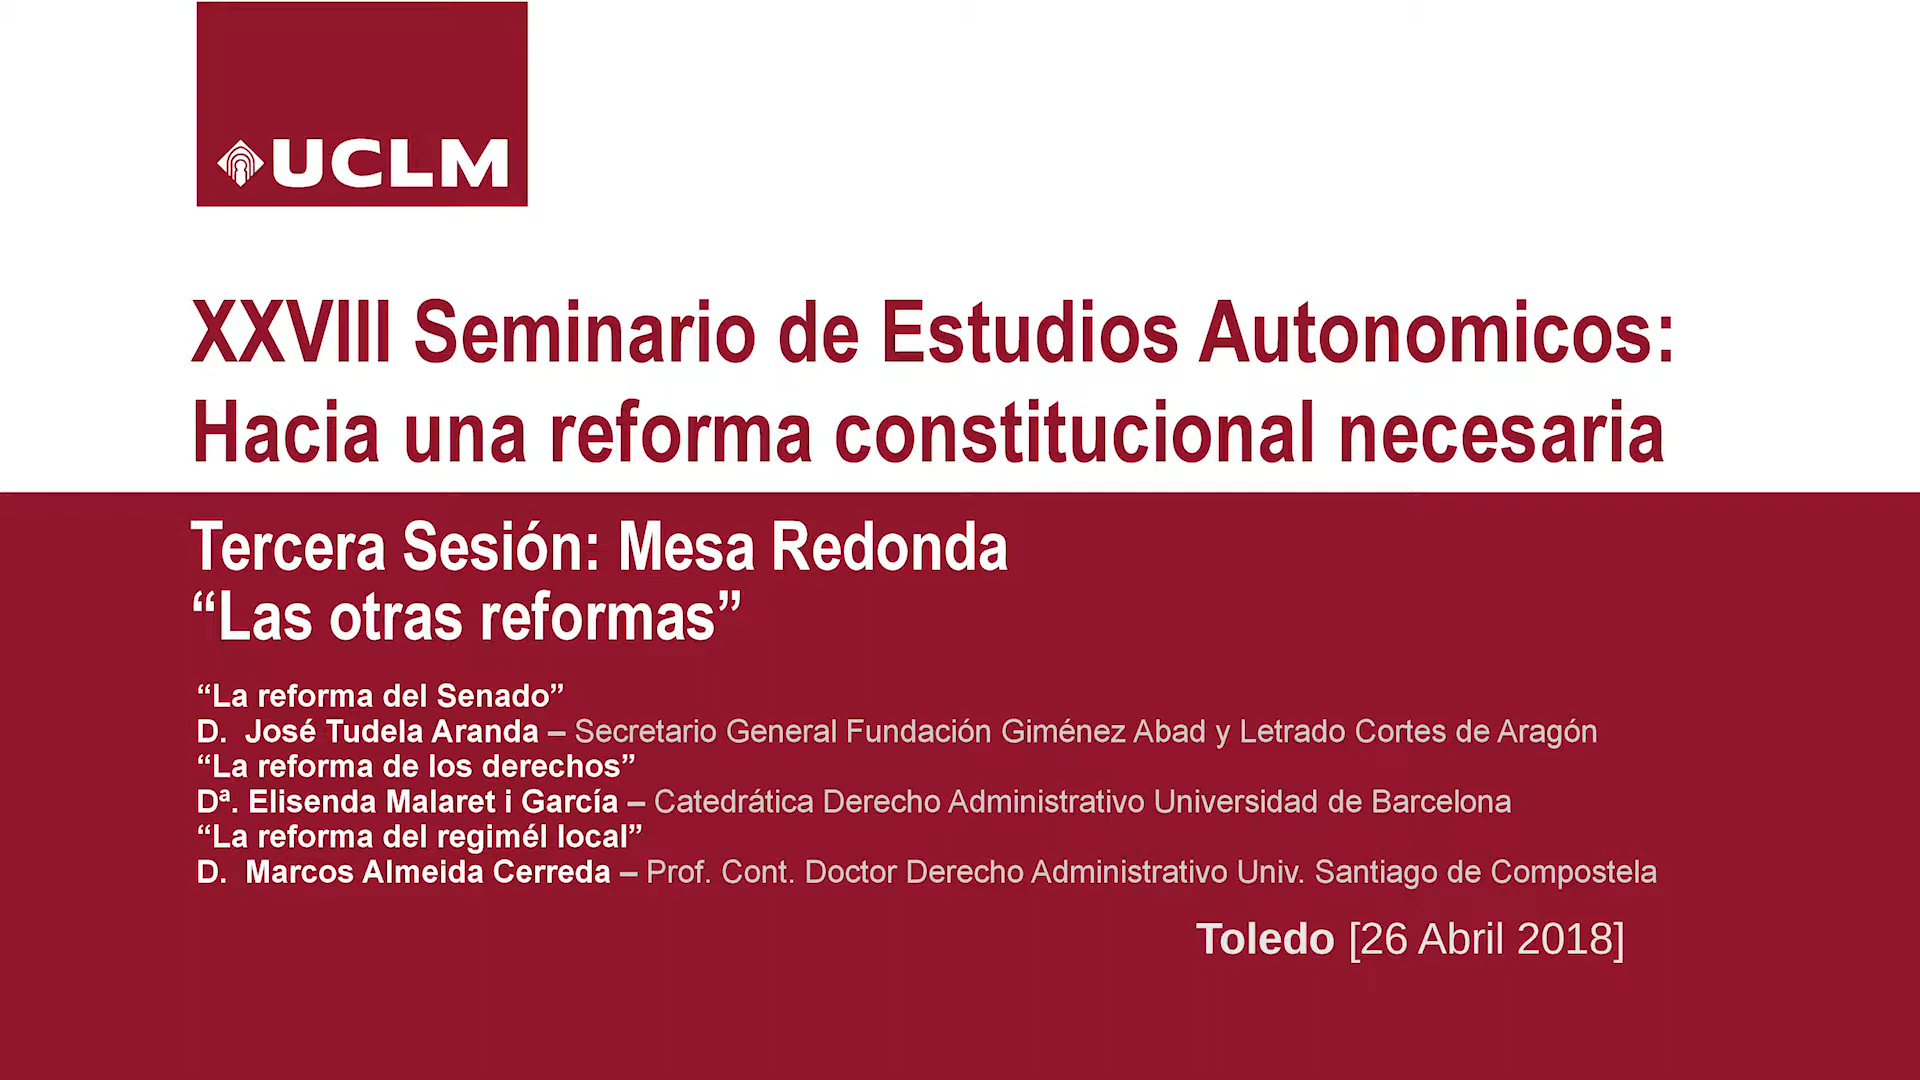 UCLM
XXVIII Seminario de Estudios Autonomicos:
Hacia una reforma constitucional necesaria
Tercera Sesión: Mesa Redonda
“Las otras reformas”
“La reforma del Senado”
D. José Tudela Aranda – Secretario General Fundación Giménez Abad y Letrado Cortes de Aragón
“La reforma de los derechos”
Dª. Elisenda Malaret i García – Catedrática Derecho Administrativo Universidad de Barcelona
“La reforma del regimél local”
D. Marcos Almeida Cerreda – Prof. Cont. Doctor Derecho Administrativo Univ. Santiago de Compostela
Toledo [26 Abril 2018]